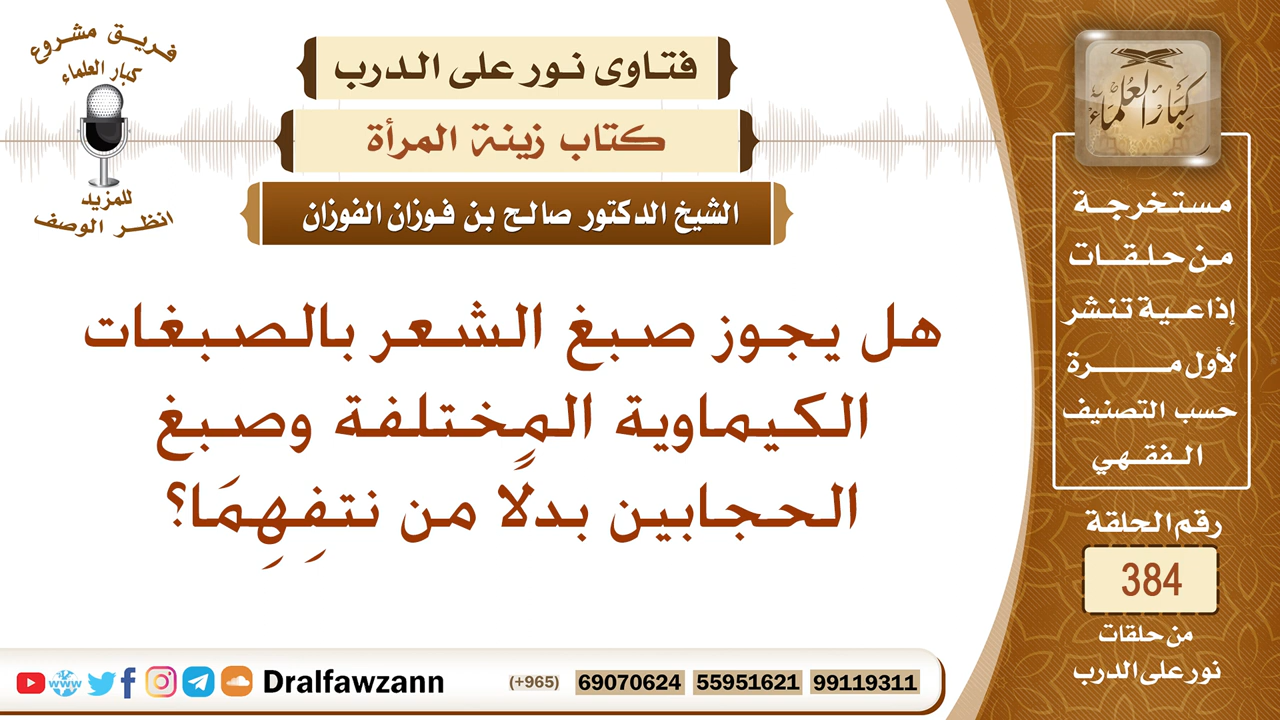 فريق مشروع
كبار العلماء
للمزيد
انظر الوصف
فتاوى نور على الدرب
كتاب زينة المرأة
الشيخ الدكتور صالح بن فوزان الفوزان
هل يجوز صبغ الشعر بالصبغات
الكيماوية المختلفة وصبغ
الحجابين بدلًا من نتفِهِمَا؟
كبار العلماء
مستخرجة
من حلقات
إذاعية تنشر
لأول مرة
حسب التصنيف
الفقهي
رقم الحلقة
384
من حلقات
نور على الدرب
www
Dralfawzann
(+965) 69070624 55951621 99119311